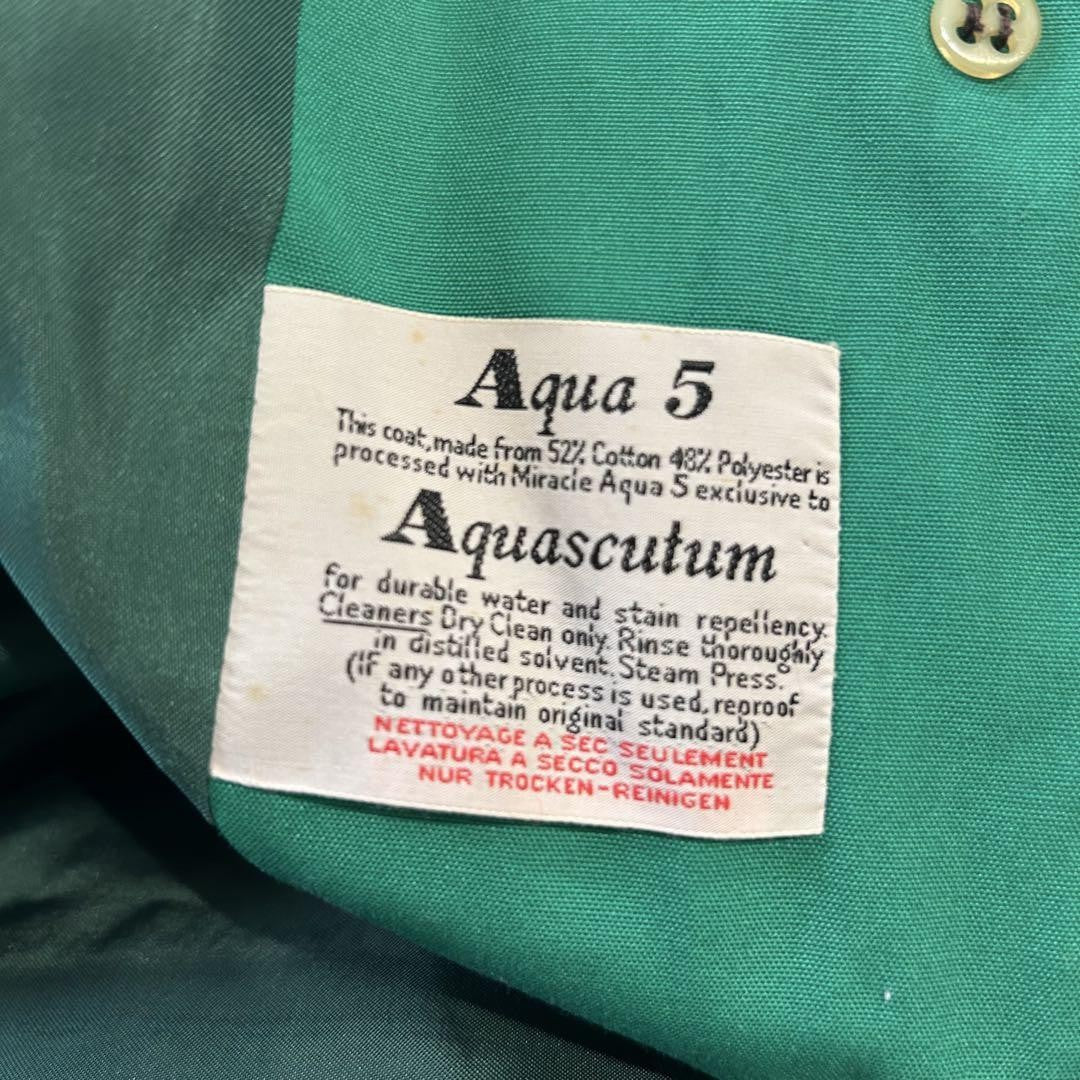 Aqua 5
This coat, made from 52% Cotton 48% Polyester is
processed with Miracle Aqua 5 exclusive to
Aquascutum
for durable water and stain repellency.
Cleaners Dry Clean only. Rinse thoroughly
in distilled solvent. Steam Press.
(if any other process is used, reproof
to maintain original standard)
NETTOYAGE A SEC SEULEMENT
LAVATURA A SECCO SOLAMENTE
NUR TROCKEN-REINIGEN